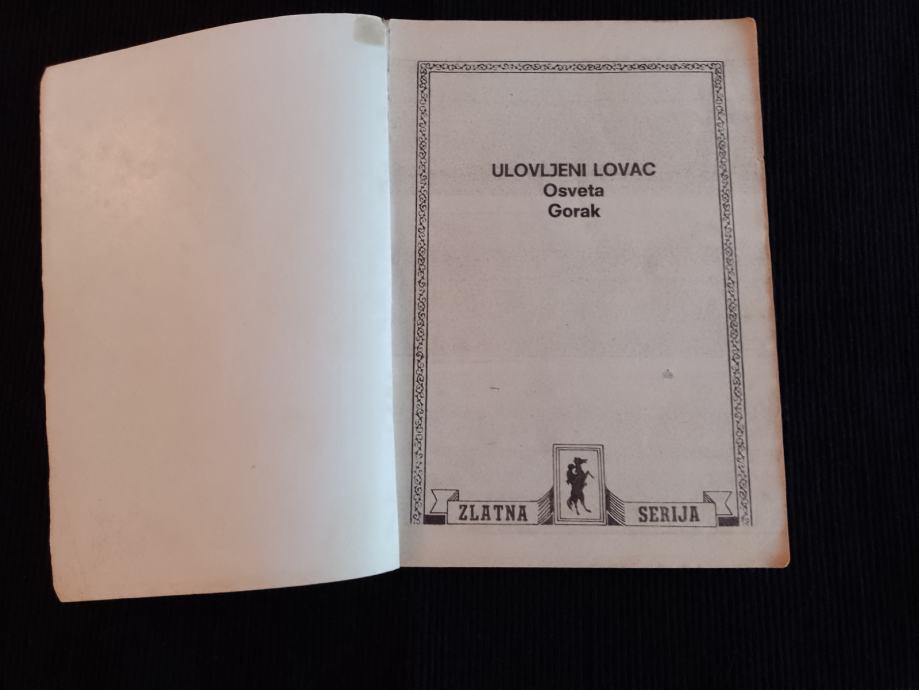 ULOVLJENI LOVAC
Osveta
Gorak
ZLATNA SERIJA